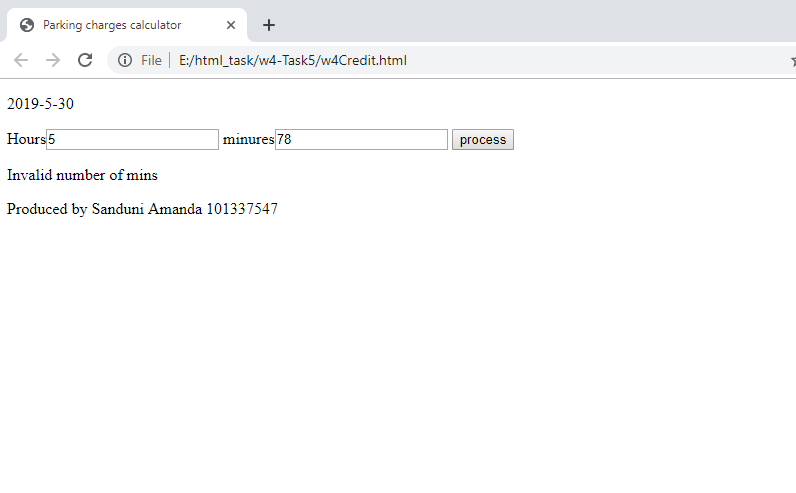 Parking charges calculator
File E:/html_task/w4-Task5/w4Credit.html
2019-5-30
Hours 5 minures 78 process
Invalid number of mins
Produced by Sanduni Amanda 101337547